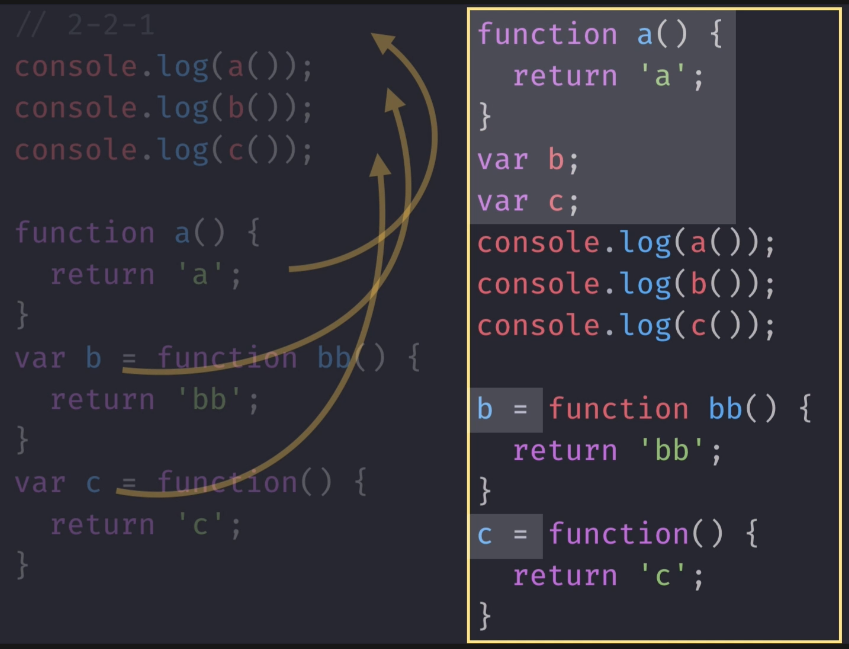 // 2-2-1
console.log(a());
console.log(b());
console.log(c());

function a() {
  return 'a';
}
var b = function bb() {
  return 'bb';
}
var c = function() {
  return 'c';
}
function a() {
  return 'a';
}
var b;
var c;
console.log(a());
console.log(b());
console.log(c());

b = function bb() {
  return 'bb';
}
c = function() {
  return 'c';
}